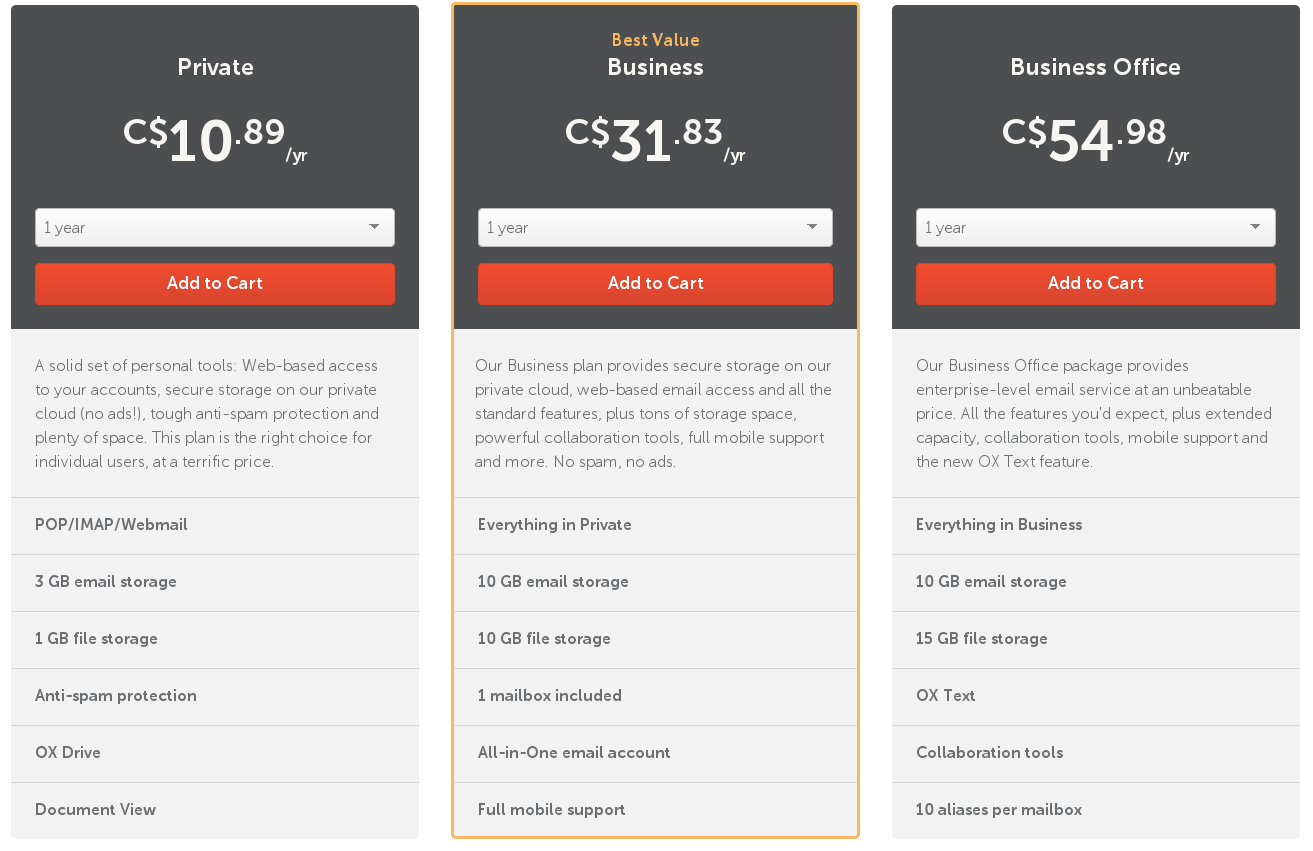 Private
C$10.89/yr
1 year
Add to Cart
A solid set of personal tools: Web-based access
to your accounts, secure storage on our private
cloud (no ads!), tough anti-spam protection and
plenty of space. This plan is the right choice for
individual users, at a terrific price.
POP/IMAP/Webmail
3 GB email storage
1 GB file storage
Anti-spam protection
OX Drive
Document View
Best Value
Business
C$31.83/yr
1 year
Add to Cart
Our Business plan provides secure storage on our
private cloud, web-based email access and all the
standard features, plus tons of storage space,
powerful collaboration tools, full mobile support
and more. No spam, no ads.
Everything in Private
10 GB email storage
10 GB file storage
1 mailbox included
All-in-One email account
Full mobile support
Business Office
C$54.98/yr
1 year
Add to Cart
Our Business Office package provides
enterprise-level email service at an unbeatable
price. All the features you'd expect, plus extended
capacity, collaboration tools, mobile support and
the new OX Text feature.
Everything in Business
10 GB email storage
15 GB file storage
OX Text
Collaboration tools
10 aliases per mailbox